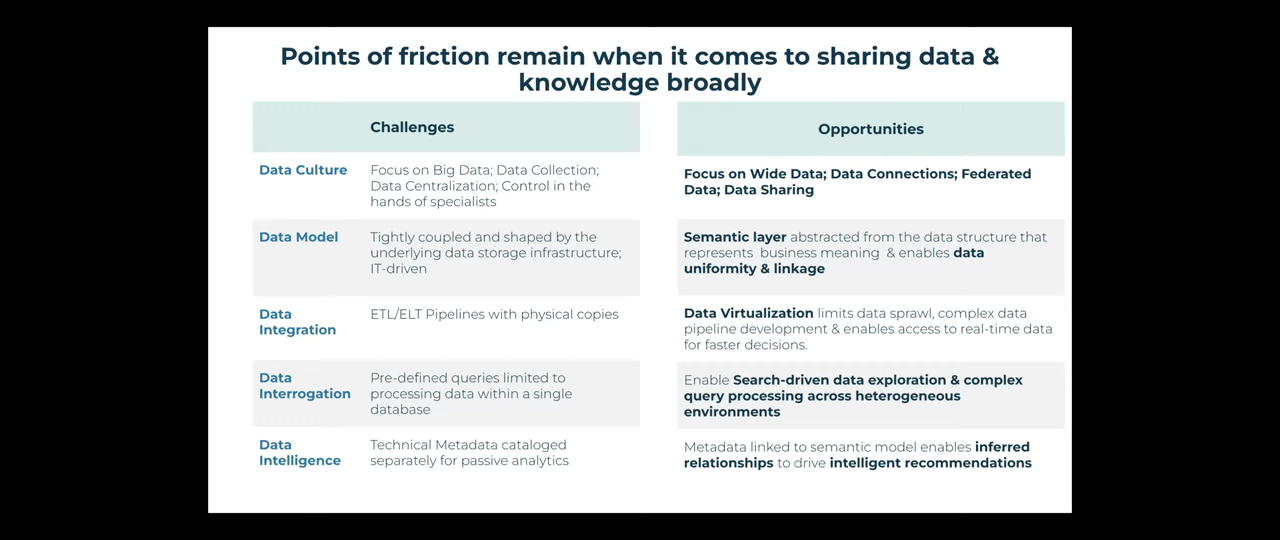 Points of friction remain when it comes to sharing data &
knowledge broadly
Challenges
Opportunities
Data Culture
Focus on Big Data; Data Collection;
Data Centralization; Control in the
hands of specialists
Focus on Wide Data; Data Connections; Federated
Data; Data Sharing
Data Model
Tightly coupled and shaped by the
underlying data storage infrastructure;
IT-driven
Semantic layer abstracted from the data structure that
represents business meaning & enables data
uniformity & linkage
Data
Integration
ETL/ELT Pipelines with physical copies
Data Virtualization limits data sprawl, complex data
pipeline development & enables access to real-time data
for faster decisions.
Data
Interrogation
Pre-defined queries limited to
processing data within a single
database
Enable Search-driven data exploration & complex
query processing across heterogeneous
environments
Data
Intelligence
Technical Metadata cataloged
separately for passive analytics
Metadata linked to semantic model enables inferred
relationships to drive intelligent recommendations